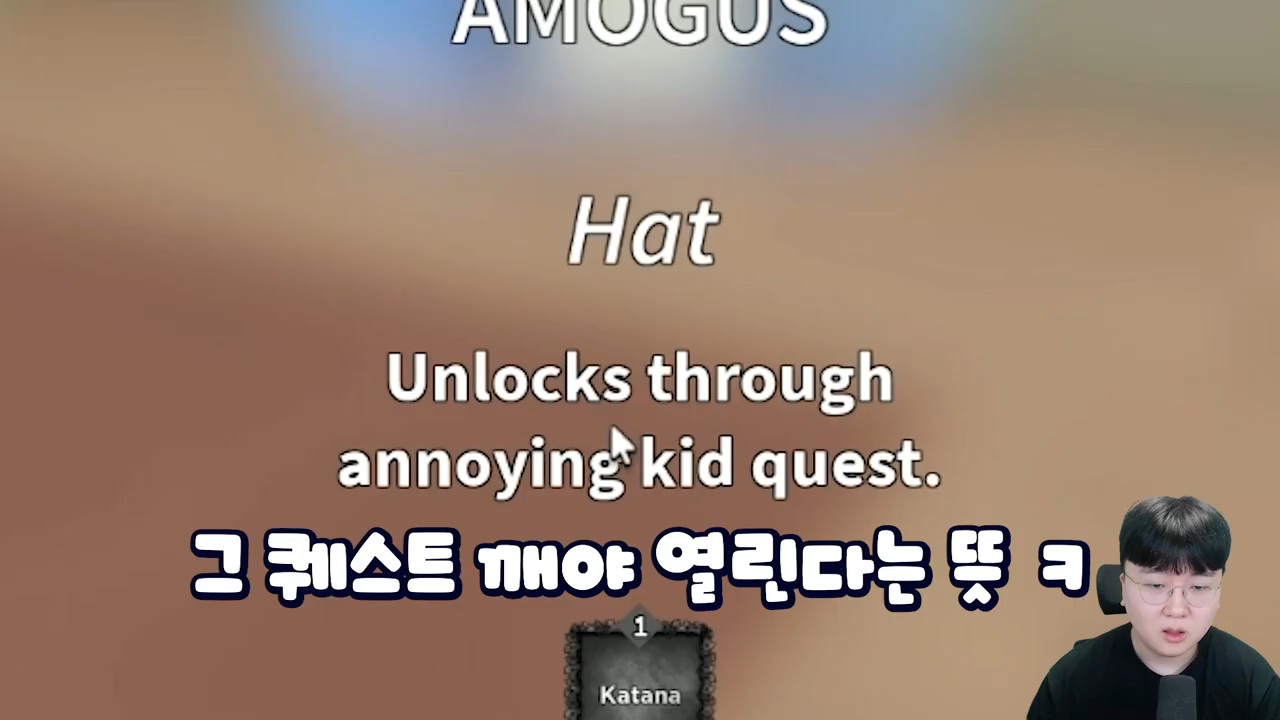 AMOGUS
Hat
Unlocks through
annoying kid quest.
그 퀘스트 깨야 열린다는 뜻 ㅋ
1
Katana